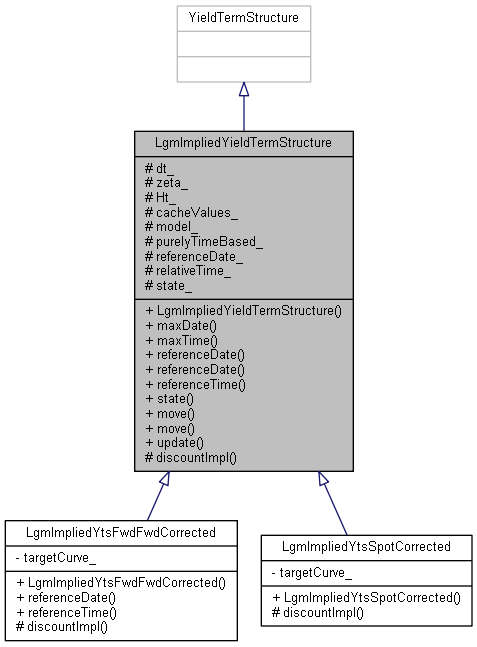 YieldTermStructure
LgmImpliedYieldTermStructure
# dt_
# zeta_
# Ht_
# cacheValues_
# model_
# purelyTimeBased_
# referenceDate_
# relativeTime_
# state_
+ LgmImpliedYieldTermStructure()
+ maxDate()
+ maxTime()
+ referenceDate()
+ referenceDate()
+ referenceTime()
+ state()
+ move()
+ move()
+ update()
# discountImpl()
LgmImpliedYtsFwdFwdCorrected
- targetCurve_
+ LgmImpliedYtsFwdFwdCorrected()
+ referenceDate()
+ referenceTime()
# discountImpl()
LgmImpliedYtsSpotCorrected
- targetCurve_
+ LgmImpliedYtsSpotCorrected()
# discountImpl()